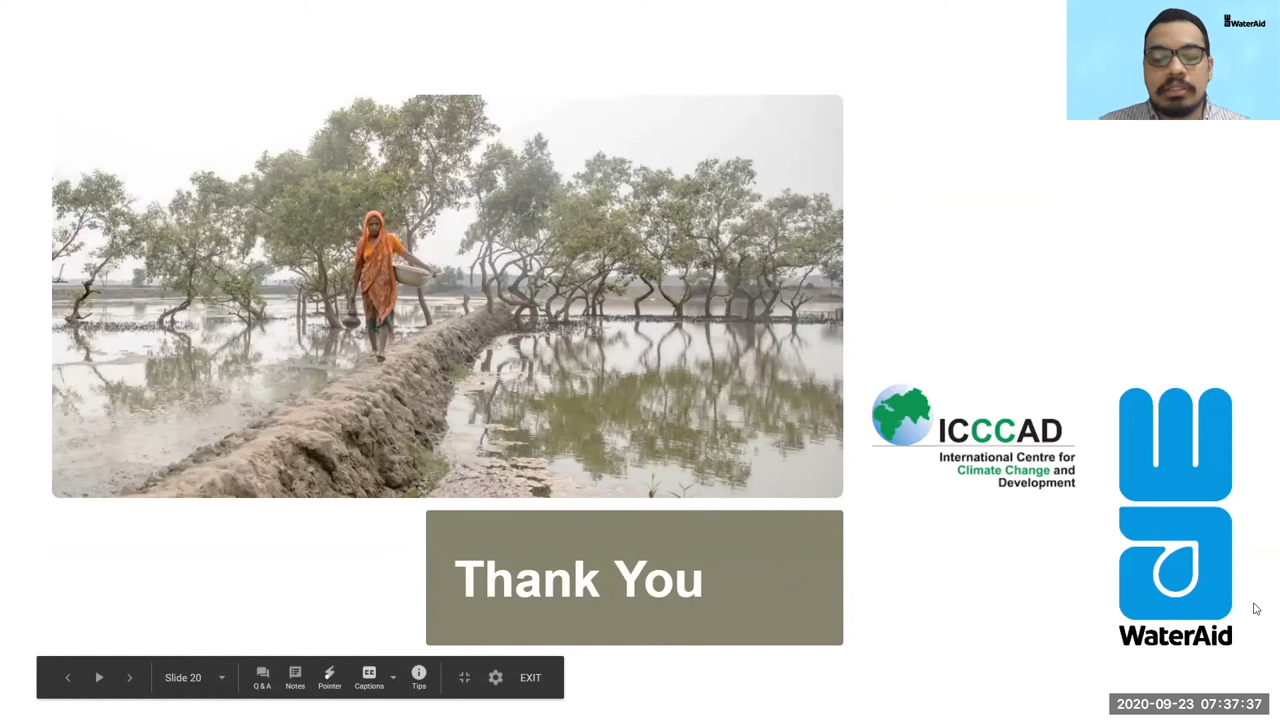 WaterAid
ICCCAD
International Centre for
Climate Change and
Development
WaterAid
Thank You
Slide 20
Q & A
Notes
Pointer
Captions
Tips
EXIT
2020-09-23 07:37:37